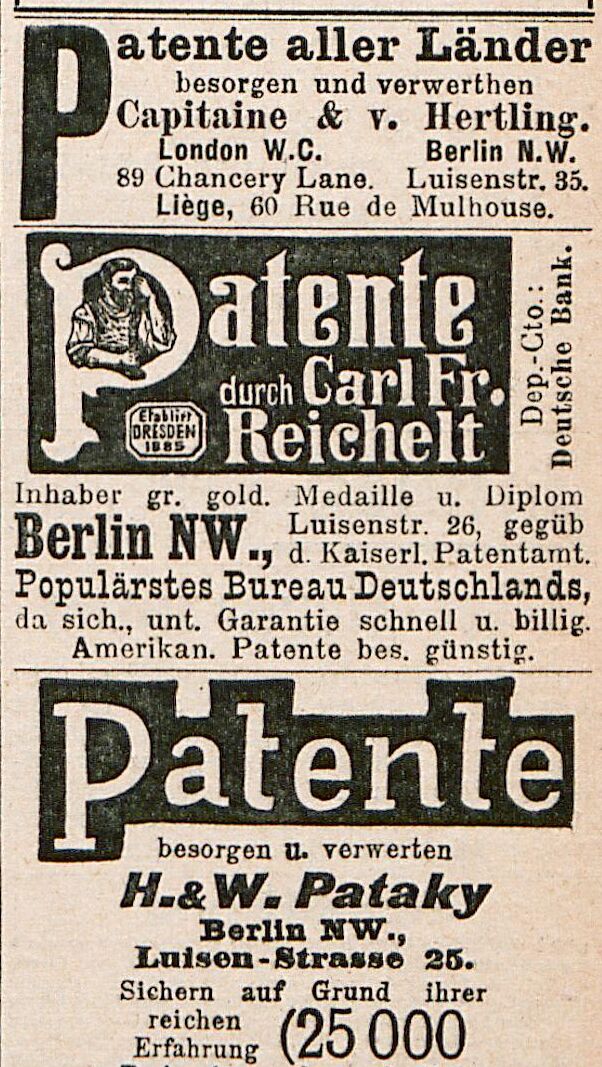 Patente aller Länder
besorgen und verwerthen
Capitaine & v. Hertling.
London W.C. Berlin N.W.
89 Chancery Lane. Luisenstr. 35.
Liège, 60 Rue de Mulhouse.
Patente
durch Carl Fr.
Reichelt
Etablirt
DRESDEN
1885
Dep.-Cto.:
Deutsche Bank.
Inhaber gr. gold. Medaille u. Diplom
Berlin NW., Luisenstr. 26, gegüb
d. Kaiserl. Patentamt.
Populärstes Bureau Deutschlands,
da sich., unt. Garantie schnell u. billig.
Amerikan. Patente bes. günstig.
Patente
besorgen u. verwerten
H. & W. Pataky
Berlin NW.,
Luisen-Strasse 25.
Sichern auf Grund ihrer
reichen
Erfahrung (25 000